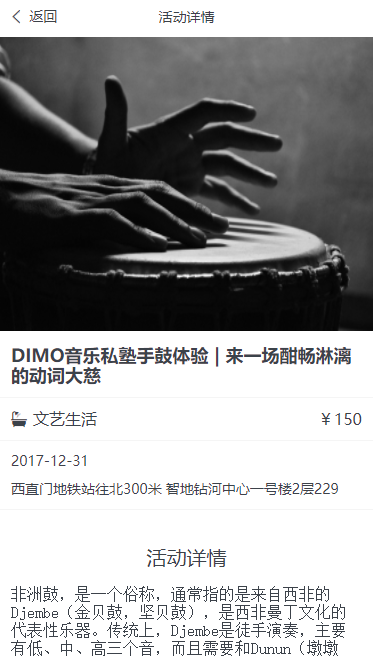 返回
活动详情
DIMO音乐私塾手鼓体验 | 来一场酣畅淋漓
的动词大慈
文艺生活
¥150
2017-12-31
西直门地铁站往北300米 智地钻河中心一号楼2层229
活动详情
非洲鼓，是一个俗称，通常指的是来自西非的
Djembe（金贝鼓，坚贝鼓），是西非曼丁文化的
代表性乐器。传统上，Djembe是徒手演奏，主要
有低、中、高三个音，而且需要和Dunun（墩墩